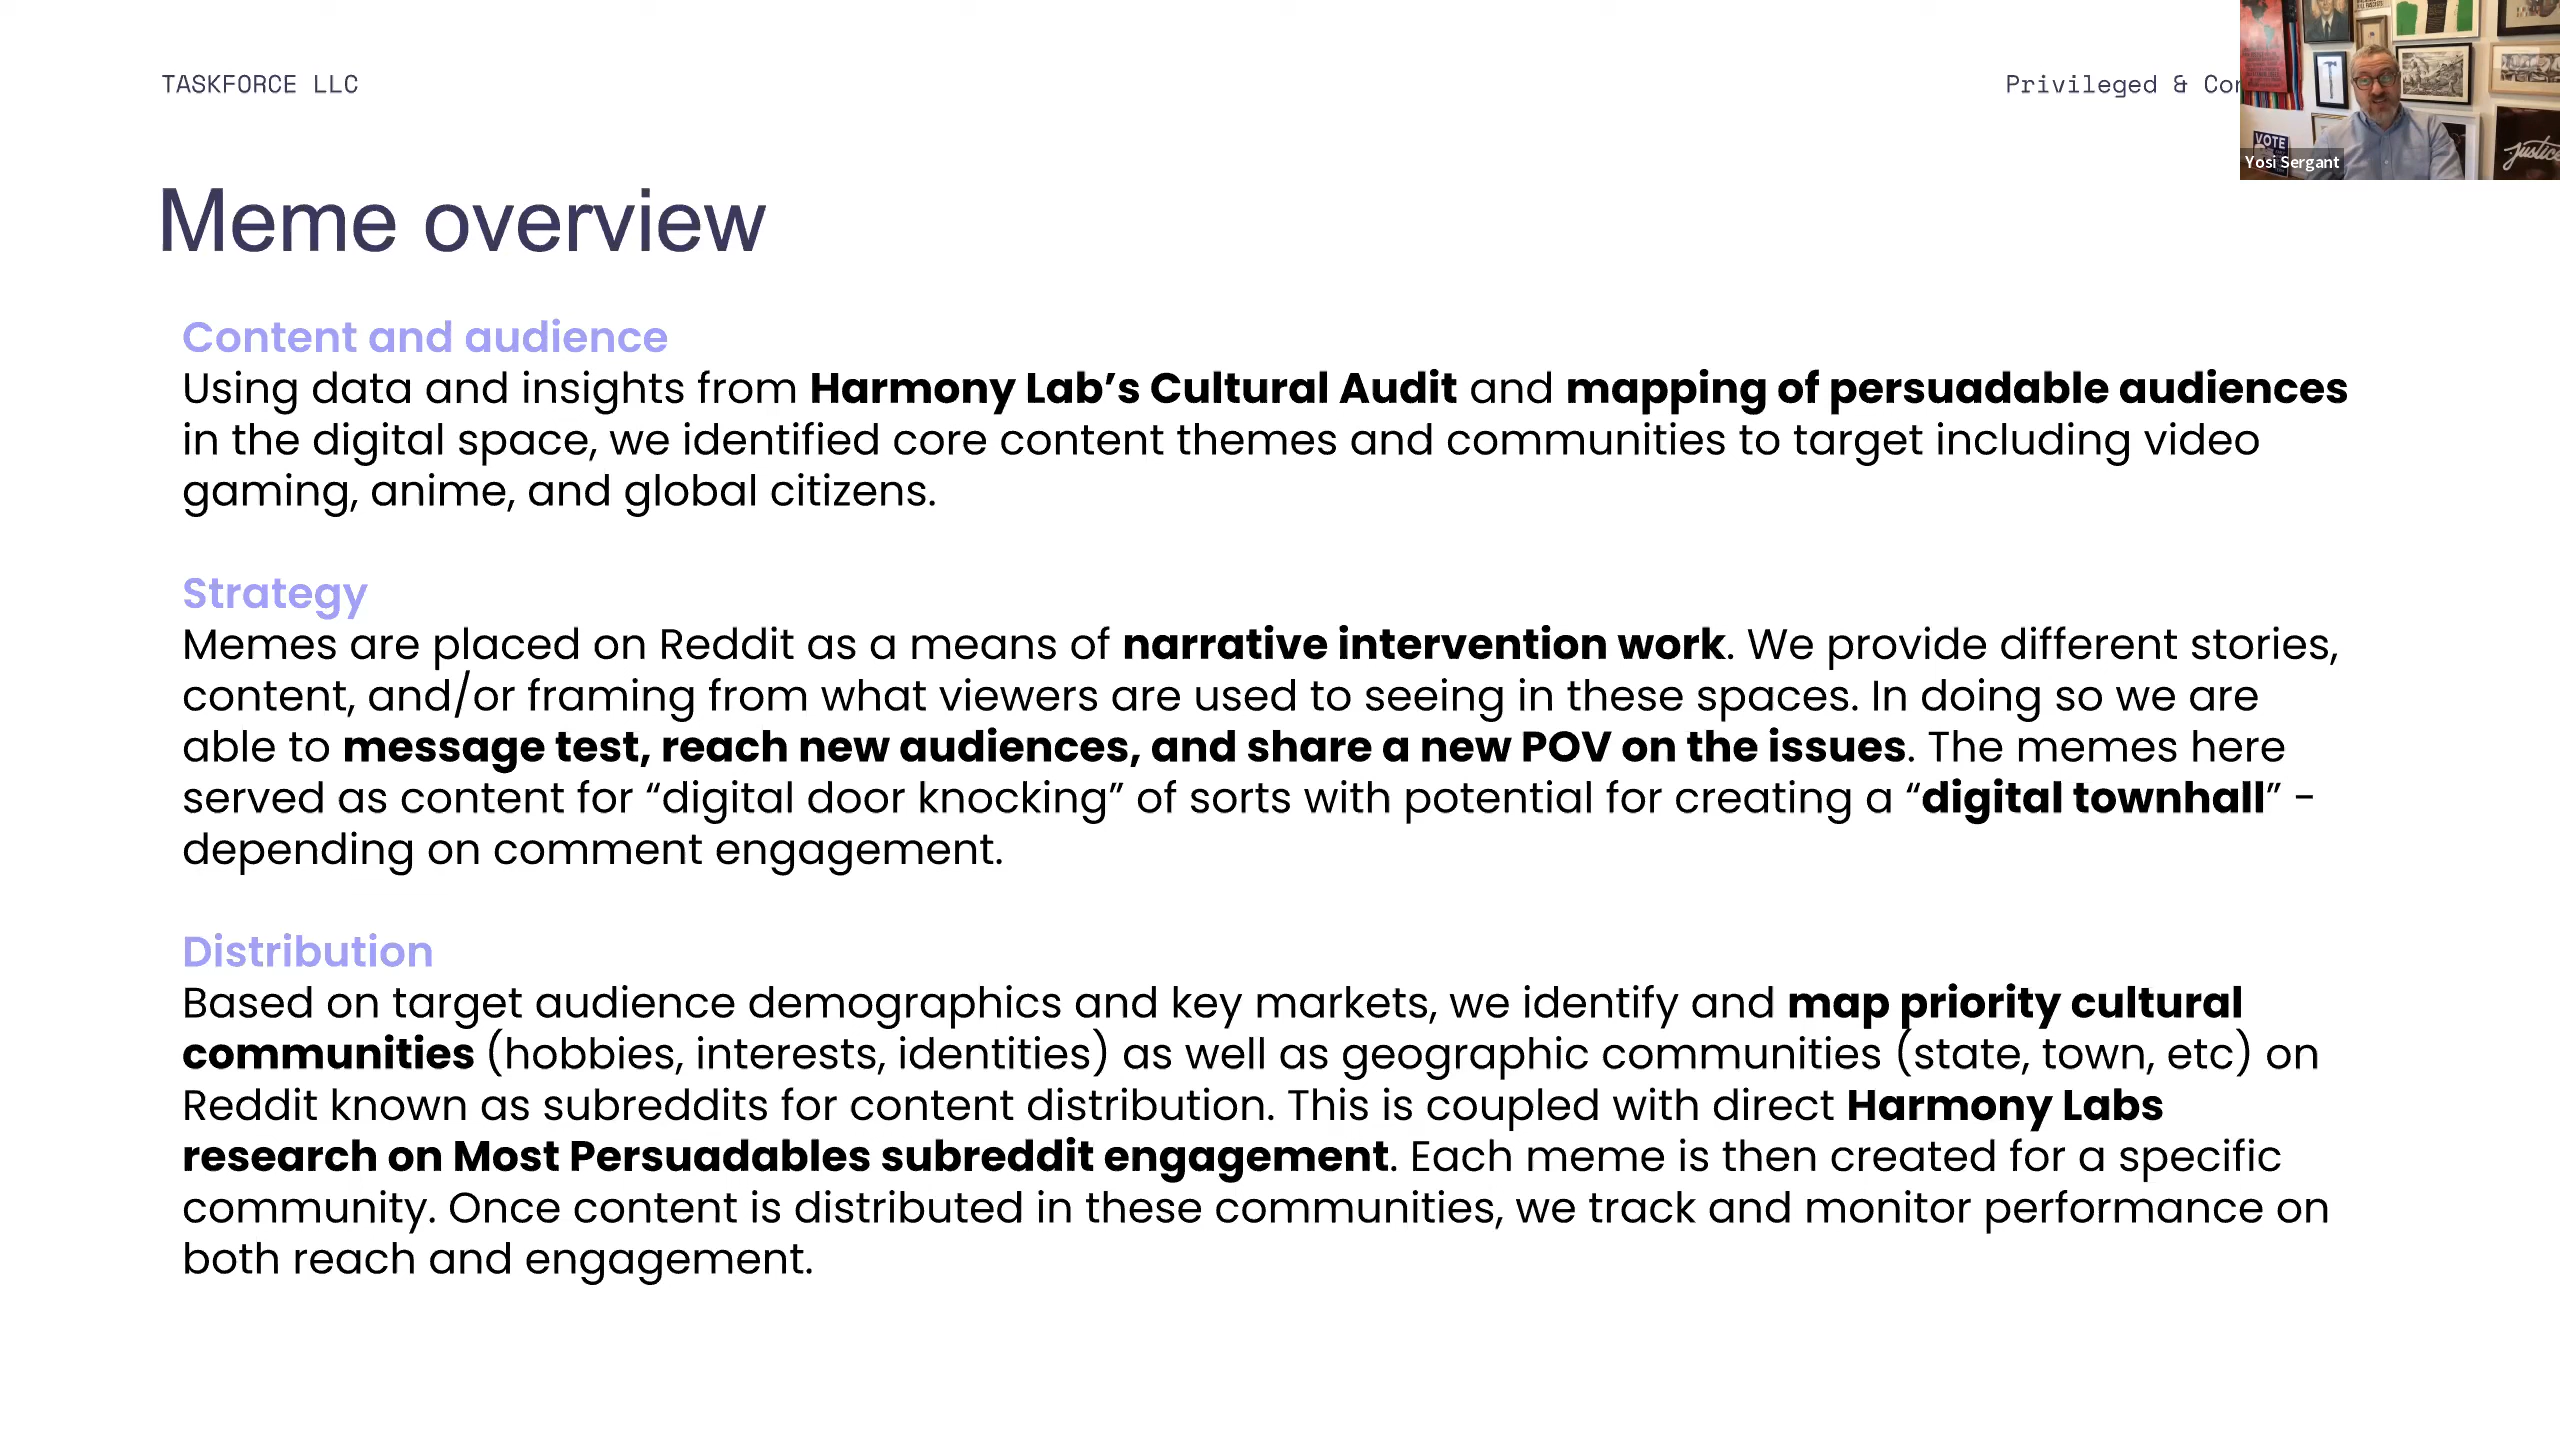 TASKFORCE LLC
Privileged &
VOTE
justice
Yosi Sergant
Meme overview
Content and audience
Using data and insights from Harmony Lab’s Cultural Audit and mapping of persuadable audiences
in the digital space, we identified core content themes and communities to target including video
gaming, anime, and global citizens.
Strategy
Memes are placed on Reddit as a means of narrative intervention work. We provide different stories,
content, and/or framing from what viewers are used to seeing in these spaces. In doing so we are
able to message test, reach new audiences, and share a new POV on the issues. The memes here
served as content for “digital door knocking” of sorts with potential for creating a “digital townhall” -
depending on comment engagement.
Distribution
Based on target audience demographics and key markets, we identify and map priority cultural
communities (hobbies, interests, identities) as well as geographic communities (state, town, etc) on
Reddit known as subreddits for content distribution. This is coupled with direct Harmony Labs
research on Most Persuadables subreddit engagement. Each meme is then created for a specific
community. Once content is distributed in these communities, we track and monitor performance on
both reach and engagement.